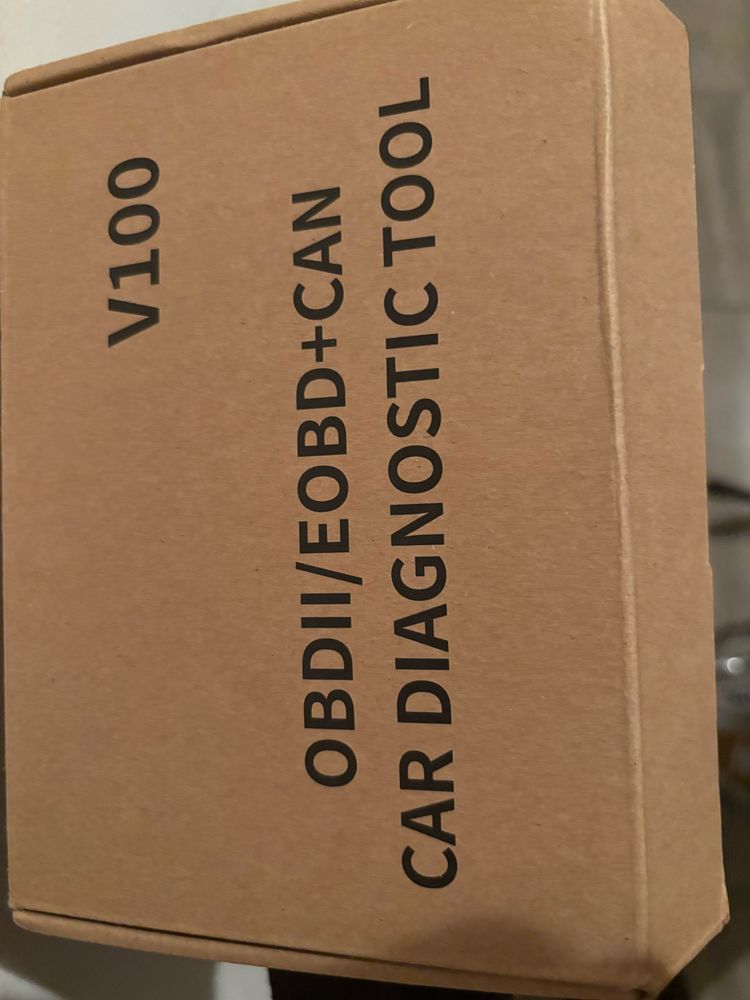 V100
OBDII/EOBD+CAN
CAR DIAGNOSTIC TOOL